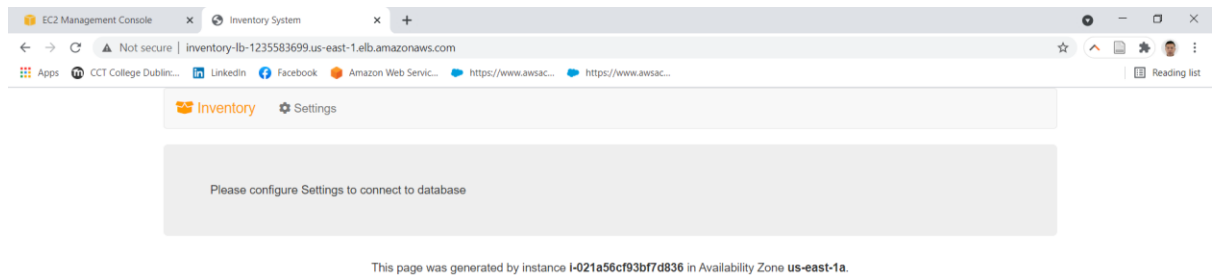 EC2 Management Console
Inventory System
Not secure | inventory-lb-1235583699.us-east-1.elb.amazonaws.com
Apps CCT College Dublin:... LinkedIn Facebook Amazon Web Servic... https://www.awsac... https://www.awsac... Reading list
Inventory Settings
Please configure Settings to connect to database
This page was generated by instance i-021a56cf93bf7d836 in Availability Zone us-east-1a.